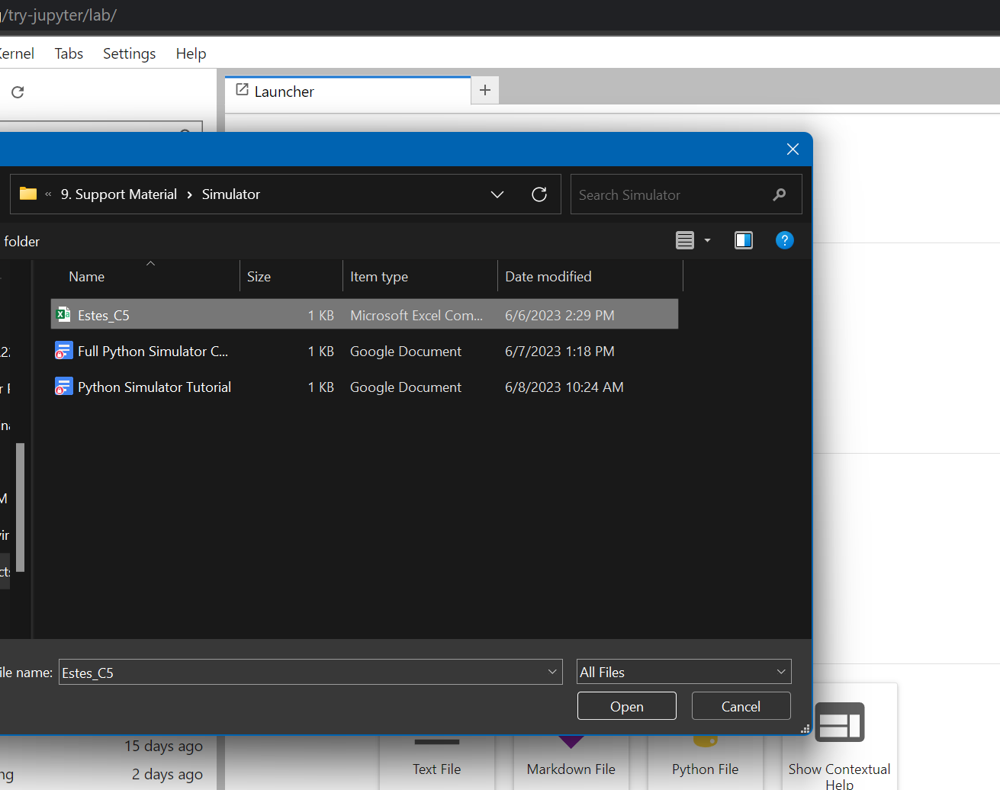 /try-jupyter/lab/
Kernel Tabs Settings Help
Launcher
« 9. Support Material > Simulator
Search Simulator
folder
Name Size Item type Date modified
Estes_C5 1 KB Microsoft Excel Com... 6/6/2023 2:29 PM
Full Python Simulator C... 1 KB Google Document 6/7/2023 1:18 PM
Python Simulator Tutorial 1 KB Google Document 6/8/2023 10:24 AM
ile name: Estes_C5 All Files
Open Cancel
15 days ago
ng 2 days ago
Text File Markdown File Python File Show Contextual
Help